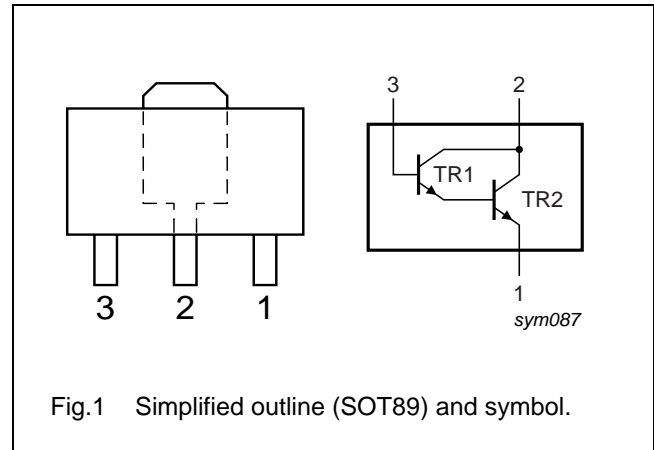 3 2
TR1
TR2
3 2 1
1
sym087
Fig.1 Simplified outline (SOT89) and symbol.